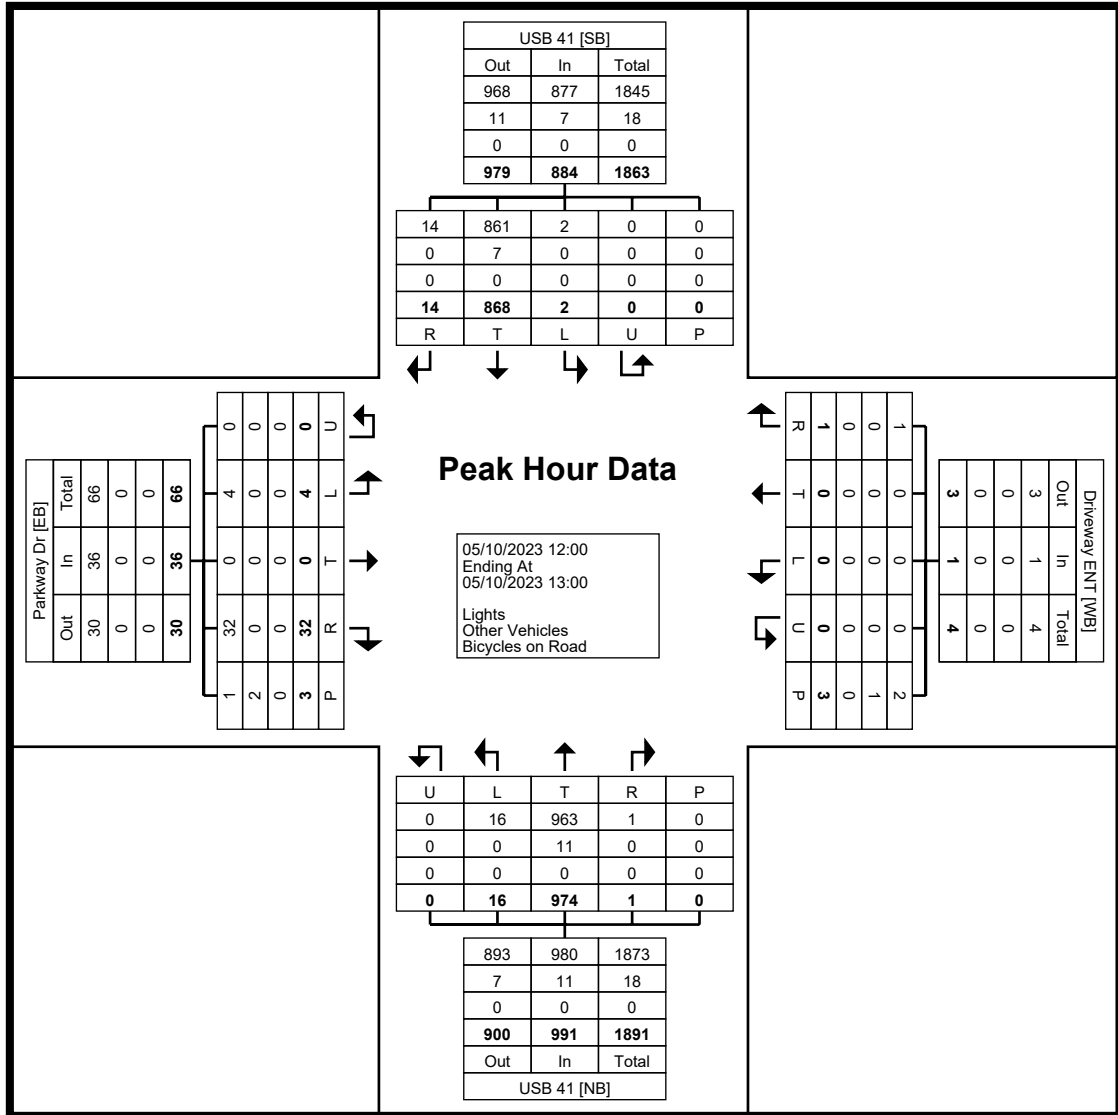 USB 41 [SB]
Out In Total
968 877 1845
11 7 18
0 0 0
979 884 1863
14 861 2 0 0
0 7 0 0 0
0 0 0 0 0
14 868 2 0 0
R T L U P
Parkway Dr [EB]
Total In Out
66 36 30
0 0 0
0 0 0
66 36 30
0 4 0 32 1
0 0 0 0 2
0 0 0 0 0
0 4 0 32 3
U L T R P
Peak Hour Data
05/10/2023 12:00
Ending At
05/10/2023 13:00
Lights
Other Vehicles
Bicycles on Road
R T L U P
1 0 0 0 3
0 0 0 0 0
0 0 0 0 1
1 0 0 0 2
3 1 4
0 0 0
0 0 0
3 1 4
Out In Total
Driveway ENT [WB]
U L T R P
0 16 963 1 0
0 0 11 0 0
0 0 0 0 0
0 16 974 1 0
893 980 1873
7 11 18
0 0 0
900 991 1891
Out In Total
USB 41 [NB]